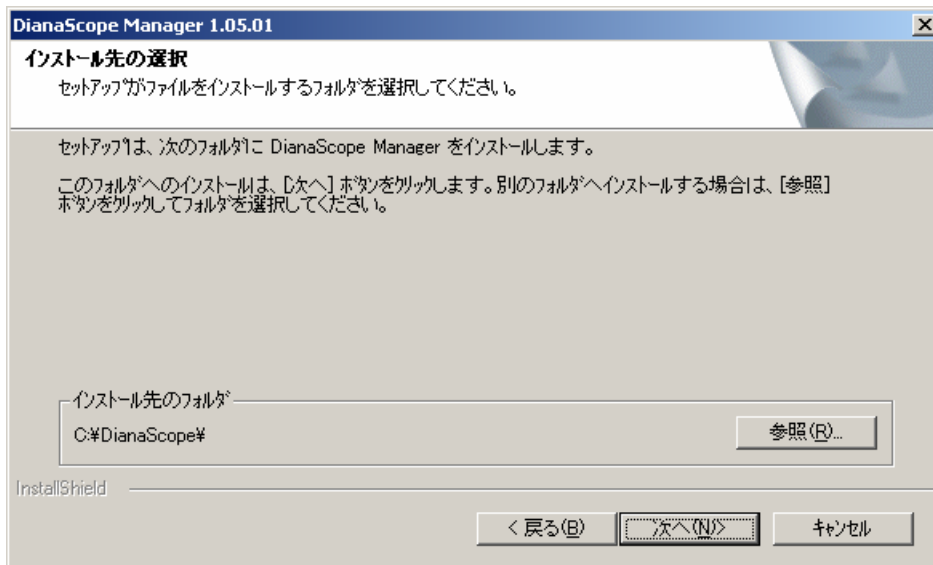 DianaScope Manager 1.05.01
インストール先の選択
セットアップがファイルをインストールするフォルダを選択してください。
セットアップは、次のフォルダに DianaScope Manager をインストールします。
このフォルダへのインストールは、[次へ] ボタンをクリックします。別のフォルダへインストールする場合は、[参照]
ボタンをクリックしてフォルダを選択してください。
インストール先のフォルダ
C:¥DianaScope¥
参照(R)...
InstallShield
< 戻る(B)
次へ(N)>
キャンセル